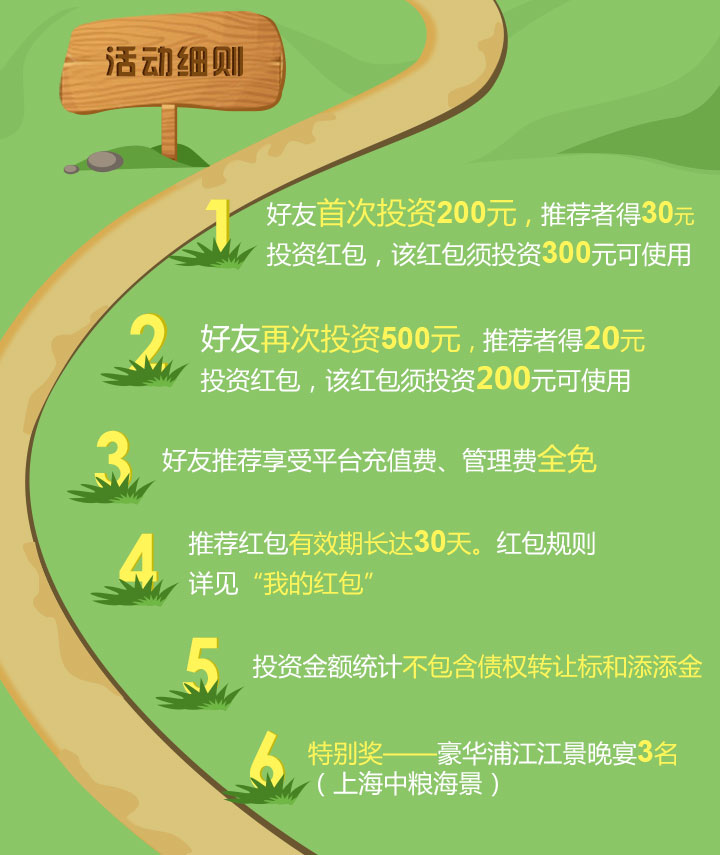 活动细则
1 好友首次投资200元，推荐者得30元
投资红包，该红包须投资300元可使用
2 好友再次投资500元，推荐者得20元
投资红包，该红包须投资200元可使用
3 好友推荐享受平台充值费、管理费全免
4 推荐红包有效期长达30天。红包规则
详见“我的红包”
5 投资金额统计不包含债权转让标和添添金
6 特别奖——豪华浦江江景晚宴3名
（上海中粮海景）